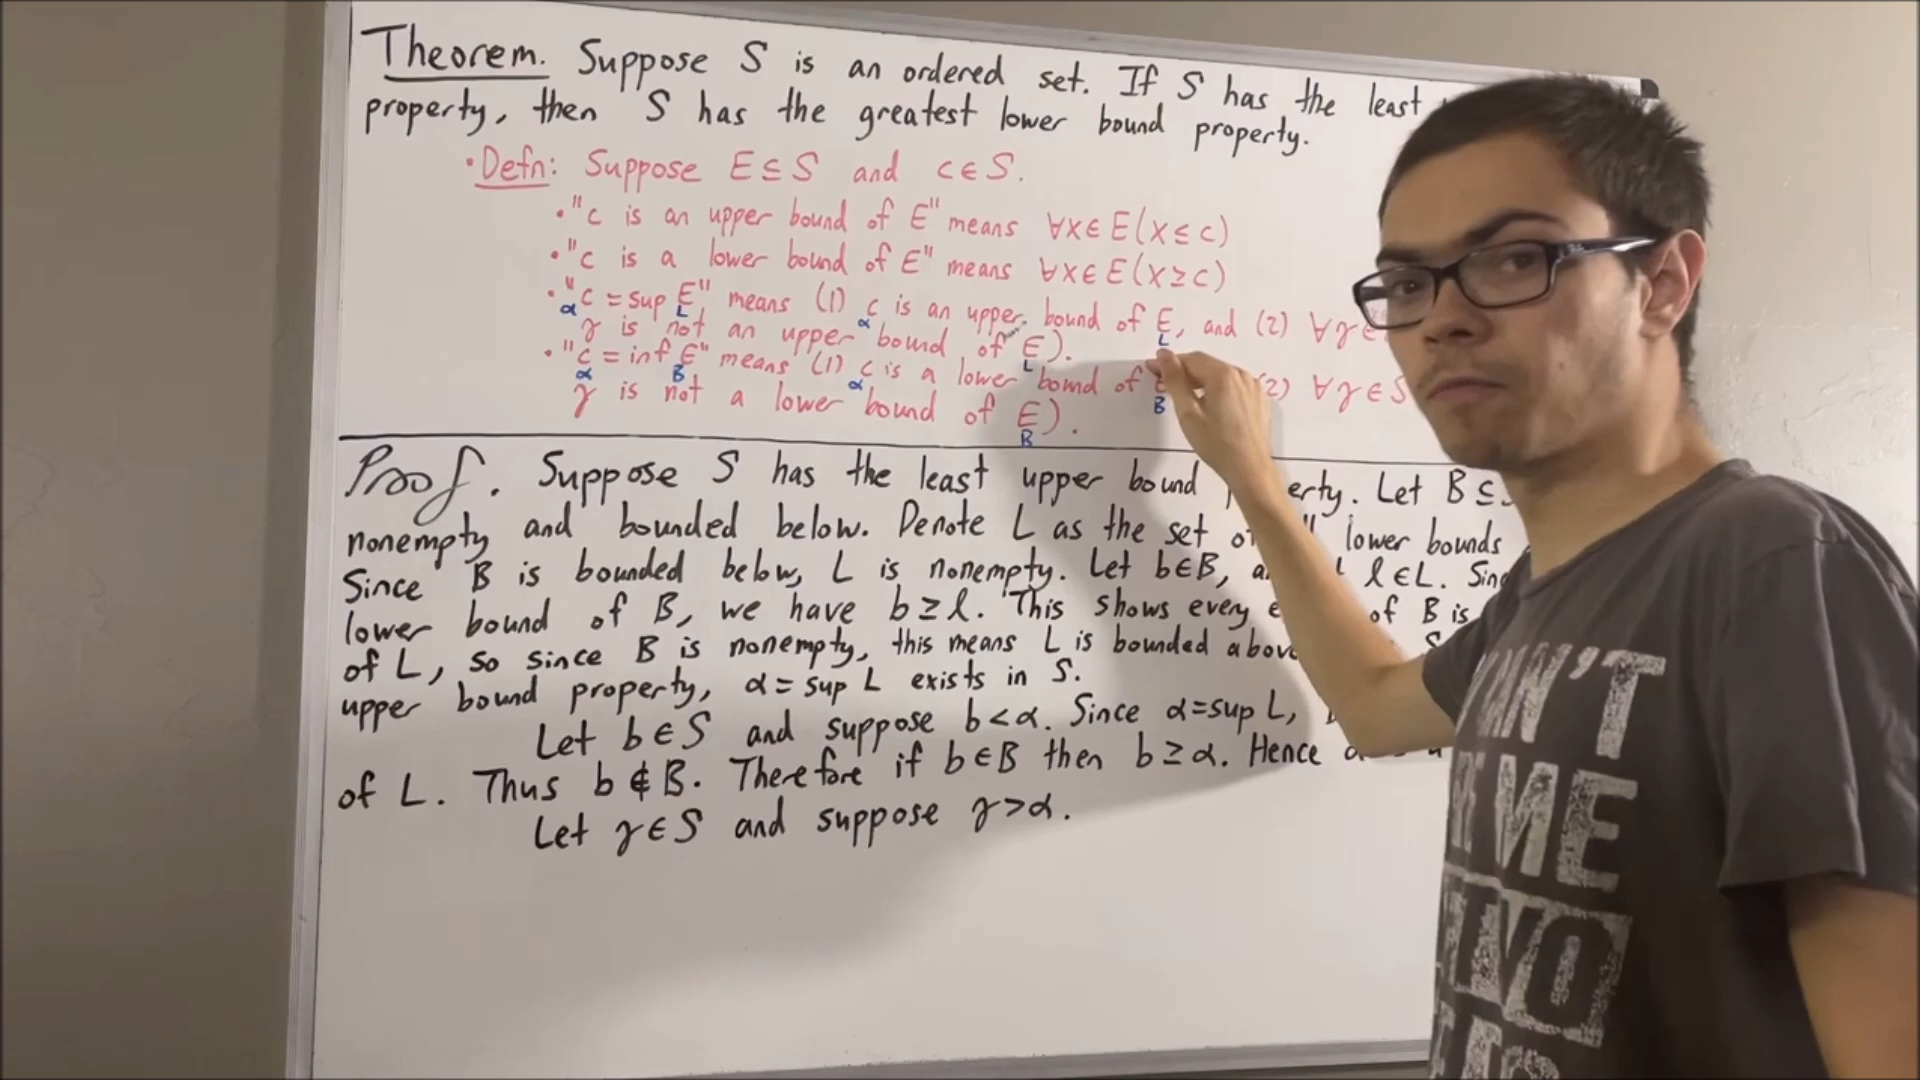 Theorem. Suppose S is an ordered set. If S has the least
property, then S has the greatest lower bound property.
• Defn: Suppose E ⊆ S and c ∈ S.
• "c is an upper bound of E" means ∀x ∈ E (x ≤ c)
• "c is a lower bound of E" means ∀x ∈ E (x ≥ c)
• "c = sup E" means (1) c is an upper bound of E, and (2) ∀γ ∈
α L α L
γ is not an upper bound of E).
L
• "c = inf E" means (1) c is a lower bound of E (2) ∀γ ∈ S
α B α B
γ is not a lower bound of E).
B
Proof. Suppose S has the least upper bound erty. Let B ⊆ S
nonempty and bounded below. Denote L as the set of lower bounds
Since B is bounded below, L is nonempty. Let b ∈ B, ℓ ∈ L.
lower bound of B, we have b ≥ ℓ. This shows every of B is
of L, so since B is nonempty, this means L is bounded above
upper bound property, α = sup L exists in S.
Let b ∈ S and suppose b < α. Since α = sup L,
of L. Thus b ∉ B. Therefore if b ∈ B then b ≥ α. Hence
Let γ ∈ S and suppose γ > α.